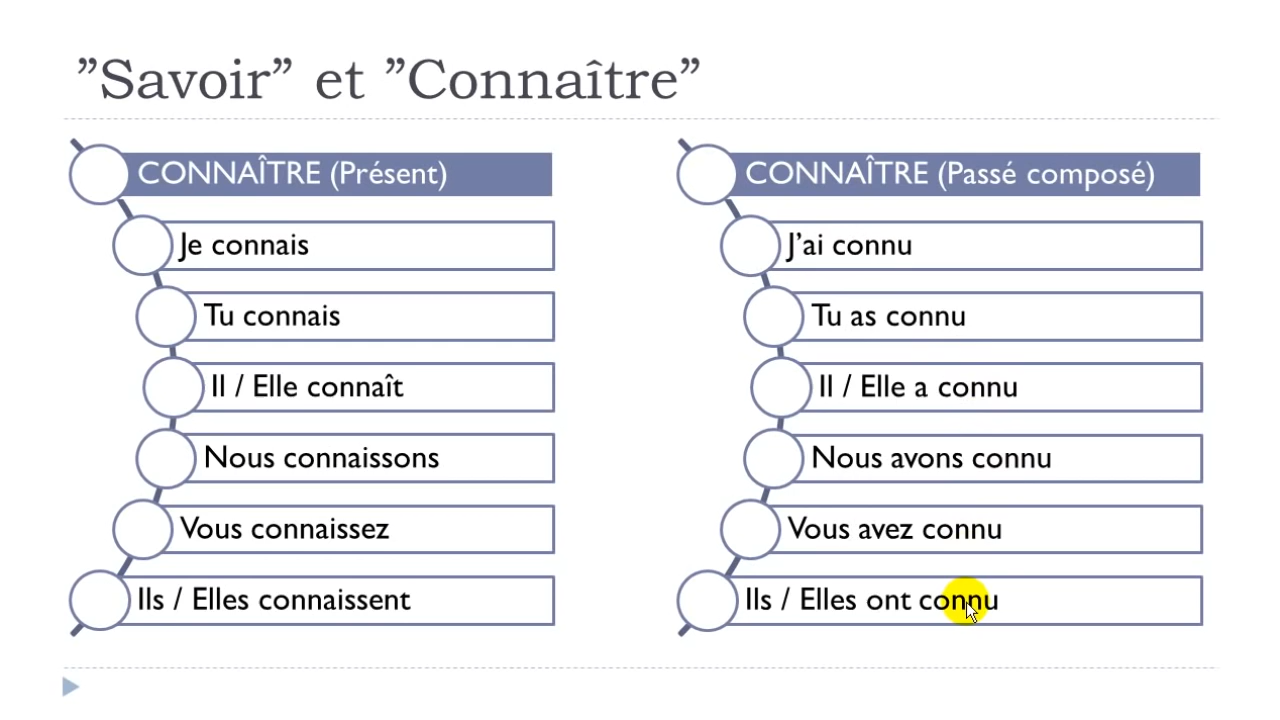 ”Savoir” et ”Connaître”
CONNAÎTRE (Présent)
Je connais
Tu connais
Il / Elle connaît
Nous connaissons
Vous connaissez
Ils / Elles connaissent
CONNAÎTRE (Passé composé)
J’ai connu
Tu as connu
Il / Elle a connu
Nous avons connu
Vous avez connu
Ils / Elles ont connu